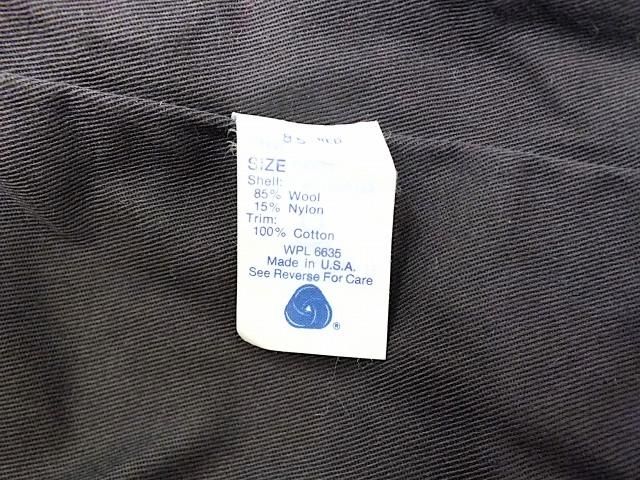 SIZE
Shell:
85% Wool
15% Nylon
Trim:
100% Cotton
WPL 6635
Made in U.S.A.
See Reverse For Care
®